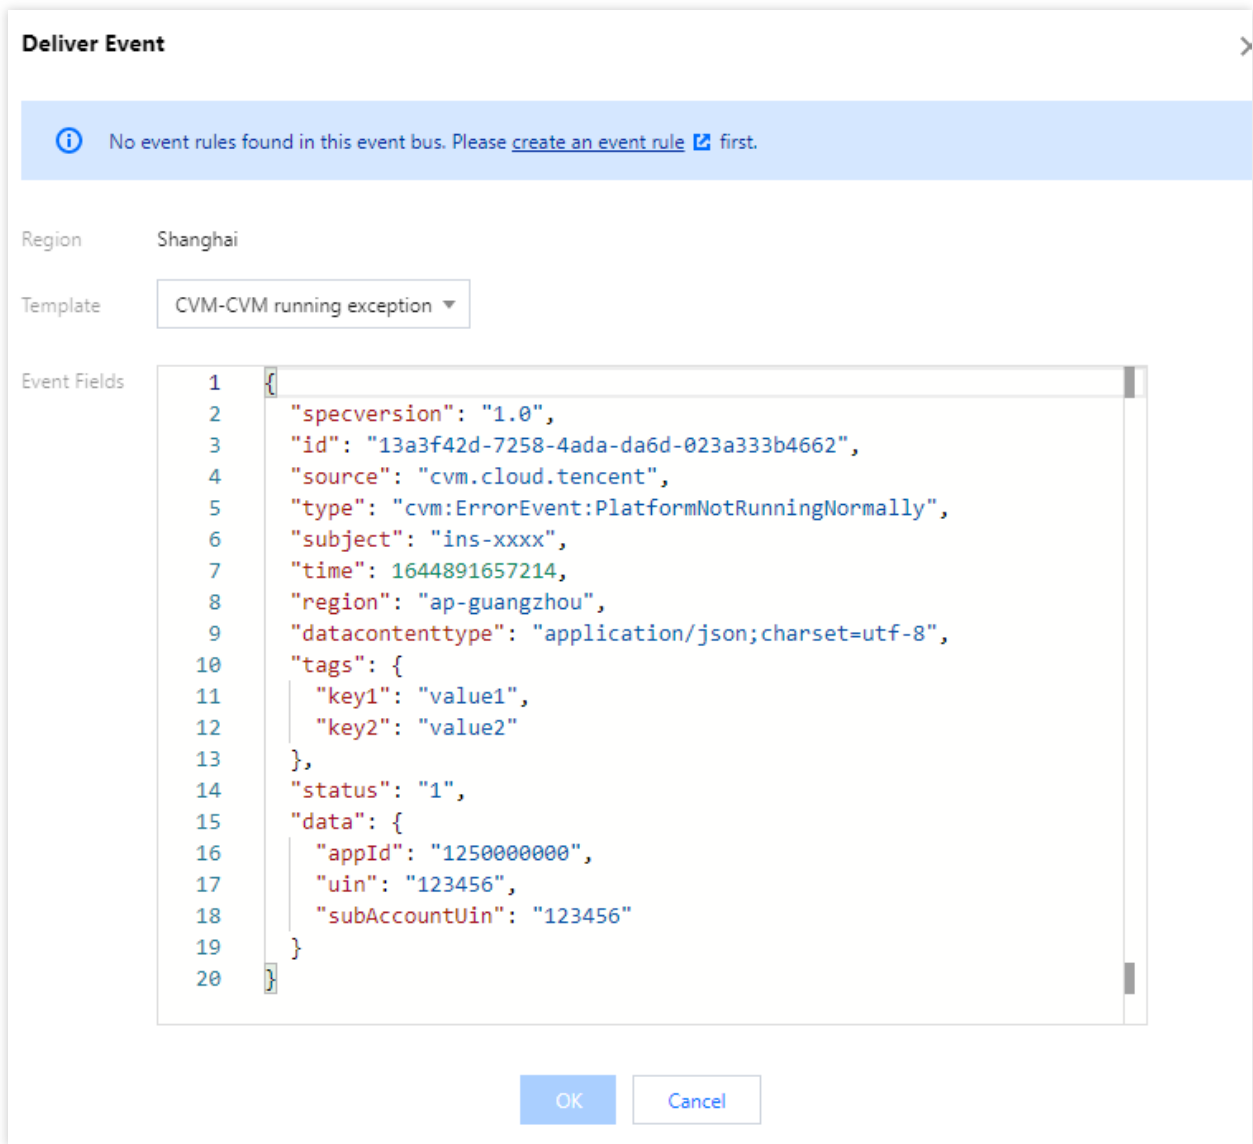 Deliver Event
No event rules found in this event bus. Please create an event rule first.
Region Shanghai
Template CVM-CVM running exception
Event Fields
1 {
2 "specversion": "1.0",
3 "id": "13a3f42d-7258-4ada-da6d-023a333b4662",
4 "source": "cvm.cloud.tencent",
5 "type": "cvm:ErrorEvent:PlatformNotRunningNormally",
6 "subject": "ins-xxxx",
7 "time": 1644891657214,
8 "region": "ap-guangzhou",
9 "datacontenttype": "application/json;charset=utf-8",
10 "tags": {
11 "key1": "value1",
12 "key2": "value2"
13 },
14 "status": "1",
15 "data": {
16 "appId": "1250000000",
17 "uin": "123456",
18 "subAccountUin": "123456"
19 }
20 }
OK Cancel